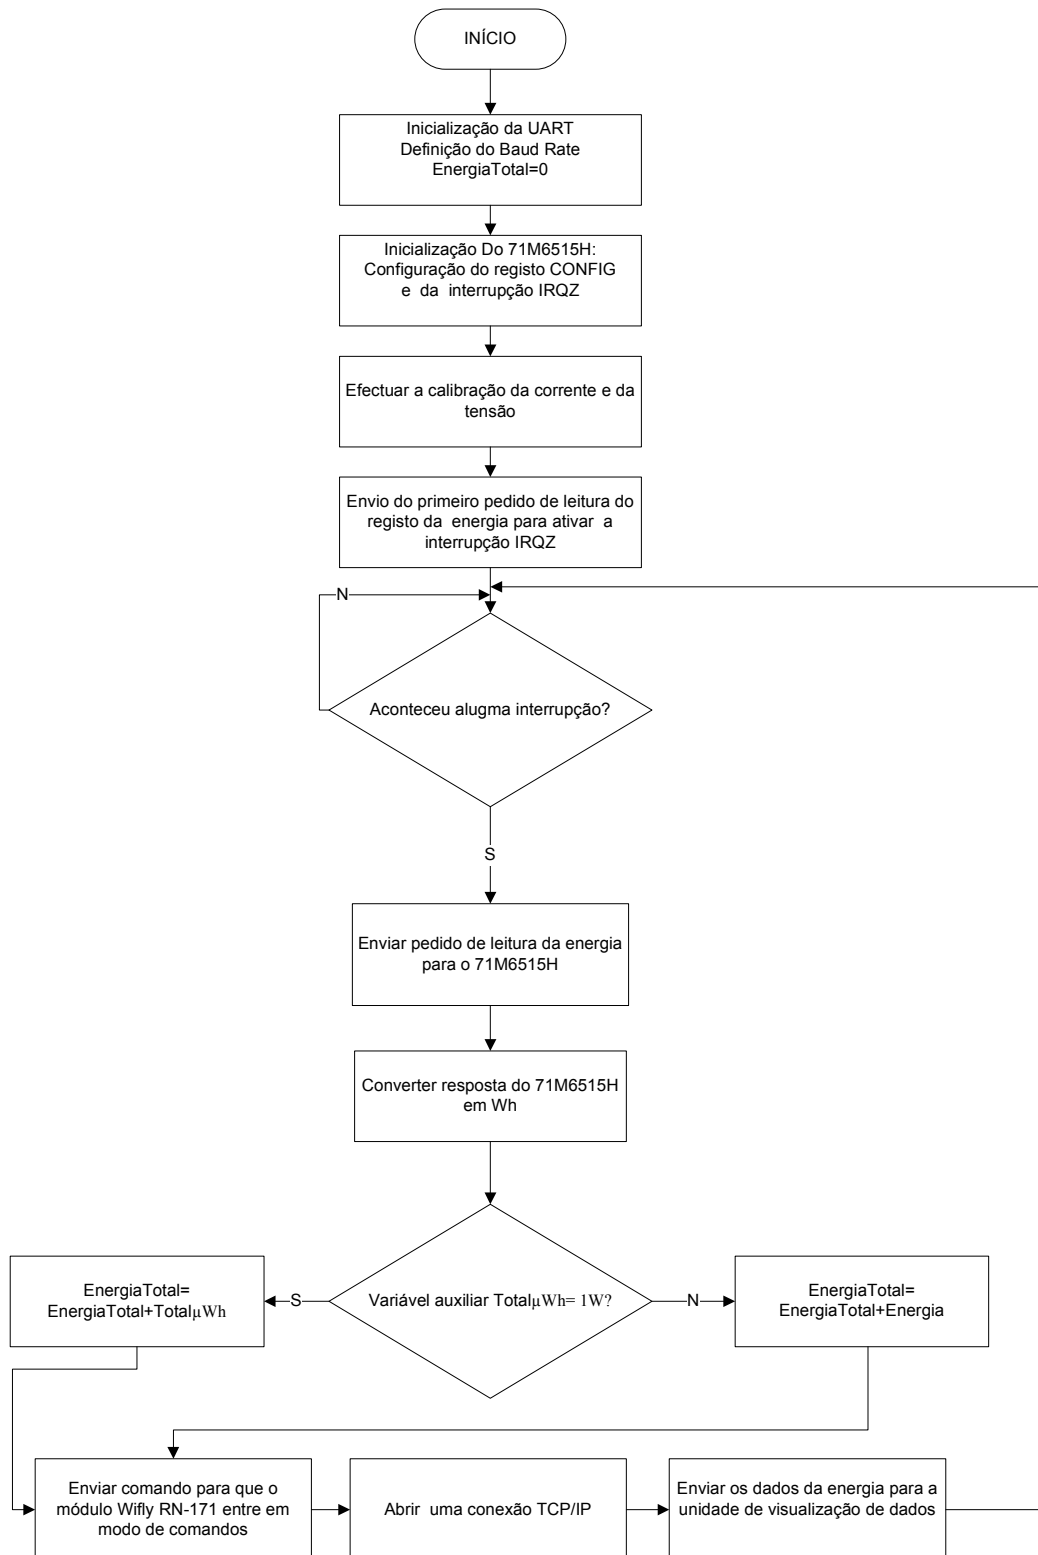 INÍCIO
Inicialização da UART
Definição do Baud Rate
EnergiaTotal=0
Inicialização Do 71M6515H:
Configuração do registo CONFIG
e da interrupção IRQZ
Efectuar a calibração da corrente e da
tensão
Envio do primeiro pedido de leitura do
registo da energia para ativar a
interrupção IRQZ
N
Aconteceu alugma interrupção?
S
Enviar pedido de leitura da energia
para o 71M6515H
Converter resposta do 71M6515H
em Wh
EnergiaTotal=
EnergiaTotal+TotalµWh
S
Variável auxiliar TotalµWh= 1W?
N
EnergiaTotal=
EnergiaTotal+Energia
Enviar comando para que o
módulo Wifly RN-171 entre em
modo de comandos
Abrir uma conexão TCP/IP
Enviar os dados da energia para a
unidade de visualização de dados